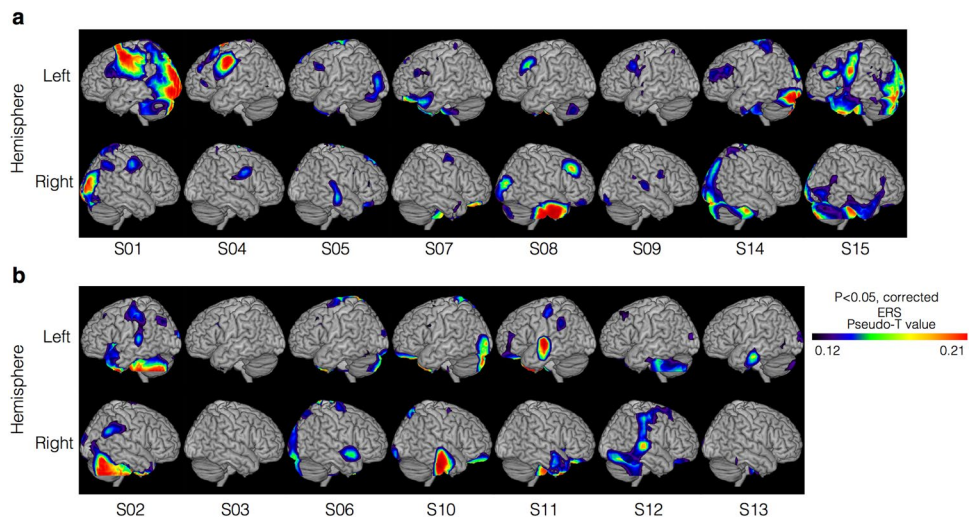 a
Hemisphere
Left
Right
S01 S04 S05 S07 S08 S09 S14 S15
b
Hemisphere
Left
Right
S02 S03 S06 S10 S11 S12 S13
P<0.05, corrected
ERS
Pseudo-T value
0.12 0.21